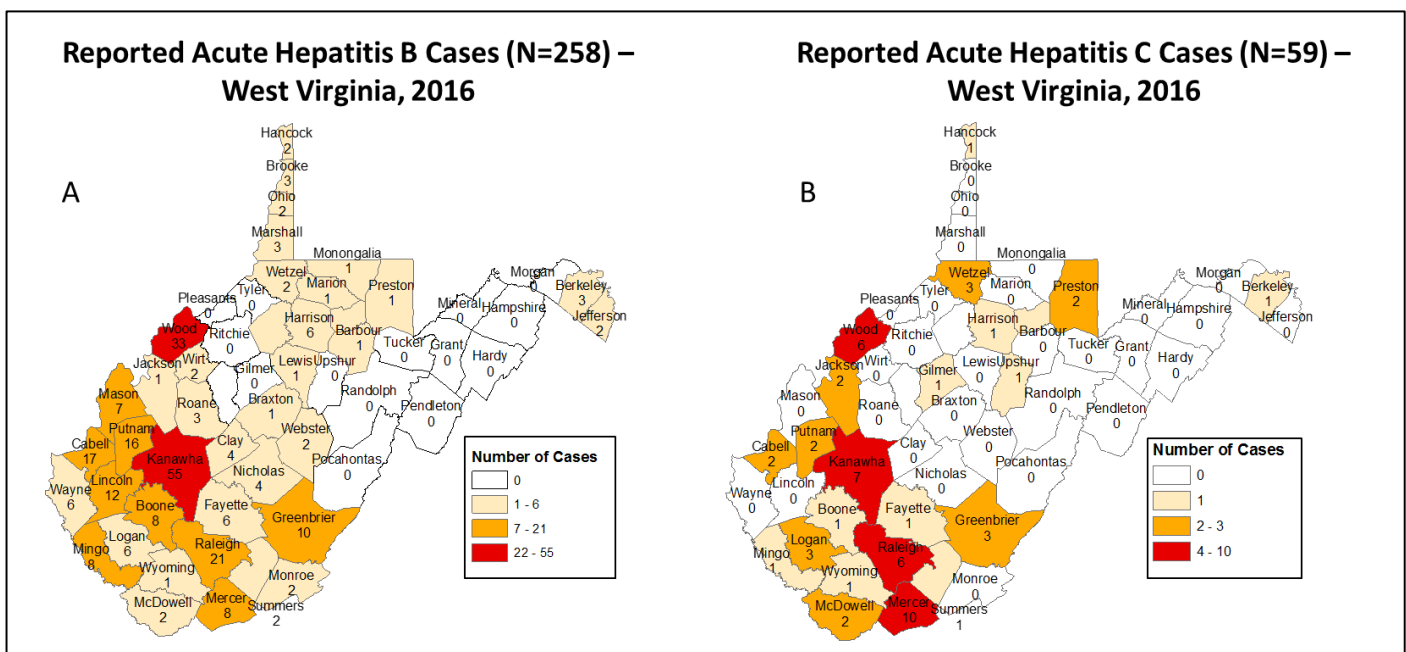 Reported Acute Hepatitis B Cases (N=258) –
West Virginia, 2016
A
Hancock
2
Brooke
3
Ohio
2
Marshall
3
Monongalia
1
Wetzel
2
Marion
1
Preston
1
Morgan
0
Berkeley
3
Jefferson
2
Mineral
0
Hampshire
0
Pleasants
0
Tyler
0
Wood
33
Ritchie
0
Harrison
6
Barbour
1
Tucker
0
Grant
0
Hardy
0
Jackson
1
Wirt
2
Gilmer
0
Lewis
1
Upshur
0
Randolph
0
Pendleton
0
Mason
7
Roane
3
Braxton
1
Webster
2
Putnam
16
Cabell
17
Kanawha
55
Clay
4
Nicholas
4
Pocahontas
0
Wayne
6
Lincoln
12
Boone
8
Fayette
6
Greenbrier
10
Logan
6
Mingo
8
Raleigh
21
Wyoming
1
Monroe
2
McDowell
2
Mercer
8
Summers
2
Number of Cases
0
1 - 6
7 - 21
22 - 55
Reported Acute Hepatitis C Cases (N=59) –
West Virginia, 2016
B
Hancock
1
Brooke
0
Ohio
0
Marshall
0
Monongalia
0
Wetzel
3
Marion
0
Preston
2
Morgan
0
Berkeley
1
Jefferson
0
Mineral
0
Hampshire
0
Pleasants
0
Tyler
0
Wood
6
Ritchie
0
Harrison
1
Barbour
0
Tucker
0
Grant
0
Hardy
0
Jackson
2
Wirt
0
Gilmer
1
Lewis
0
Upshur
1
Randolph
0
Pendleton
0
Mason
0
Roane
0
Braxton
0
Webster
0
Putnam
2
Cabell
2
Kanawha
7
Clay
0
Nicholas
0
Pocahontas
0
Wayne
0
Lincoln
0
Boone
1
Fayette
1
Greenbrier
3
Logan
3
Mingo
1
Raleigh
6
Wyoming
1
Monroe
0
McDowell
2
Mercer
10
Summers
1
Number of Cases
0
1
2 - 3
4 - 10